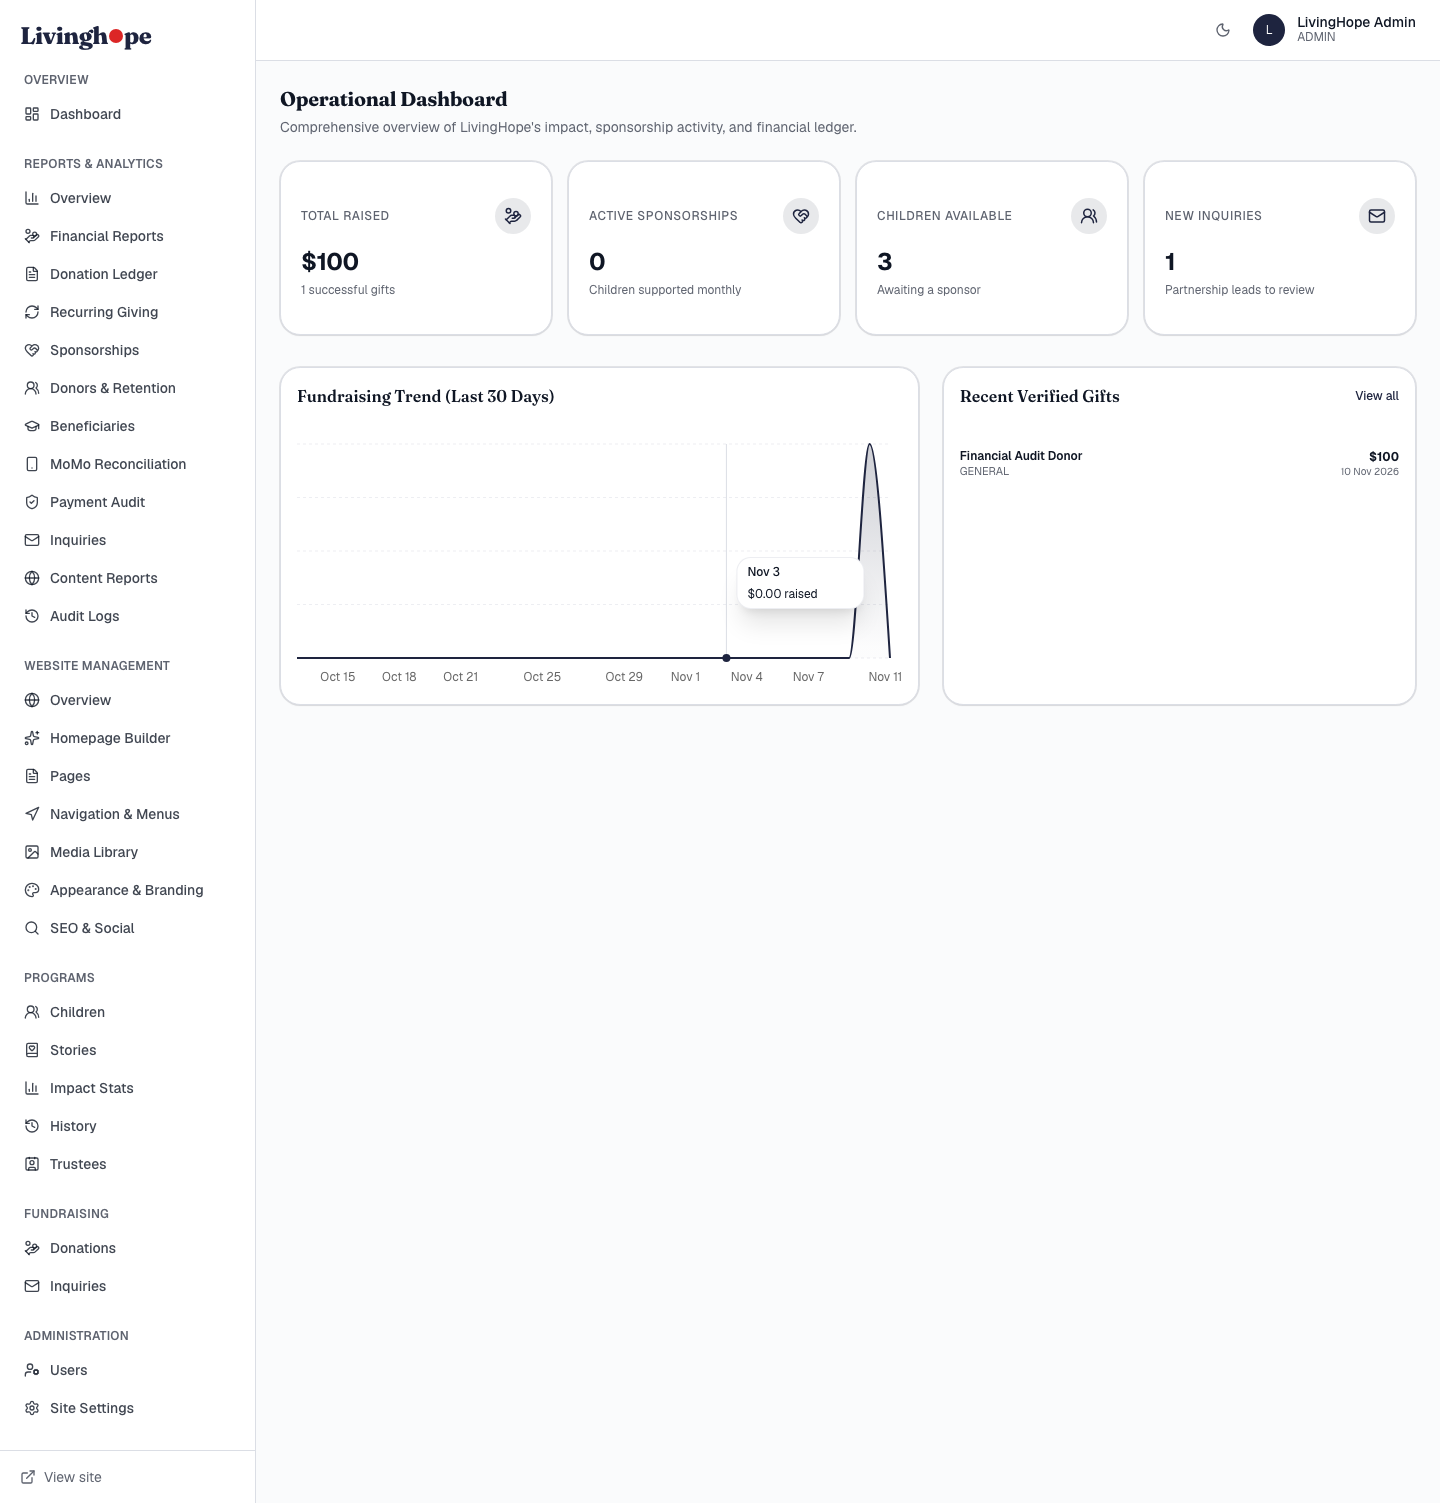 Livinghope
OVERVIEW
Dashboard
REPORTS & ANALYTICS
Overview
Financial Reports
Donation Ledger
Recurring Giving
Sponsorships
Donors & Retention
Beneficiaries
MoMo Reconciliation
Payment Audit
Inquiries
Content Reports
Audit Logs
WEBSITE MANAGEMENT
Overview
Homepage Builder
Pages
Navigation & Menus
Media Library
Appearance & Branding
SEO & Social
PROGRAMS
Children
Stories
Impact Stats
History
Trustees
FUNDRAISING
Donations
Inquiries
ADMINISTRATION
Users
Site Settings
View site
L
LivingHope Admin
ADMIN
Operational Dashboard
Comprehensive overview of LivingHope's impact, sponsorship activity, and financial ledger.
TOTAL RAISED
$100
1 successful gifts
ACTIVE SPONSORSHIPS
0
Children supported monthly
CHILDREN AVAILABLE
3
Awaiting a sponsor
NEW INQUIRIES
1
Partnership leads to review
Fundraising Trend (Last 30 Days)
Nov 3
$0.00 raised
Oct 15 Oct 18 Oct 21 Oct 25 Oct 29 Nov 1 Nov 4 Nov 7 Nov 11
Recent Verified Gifts View all
Financial Audit Donor $100
GENERAL 10 Nov 2026